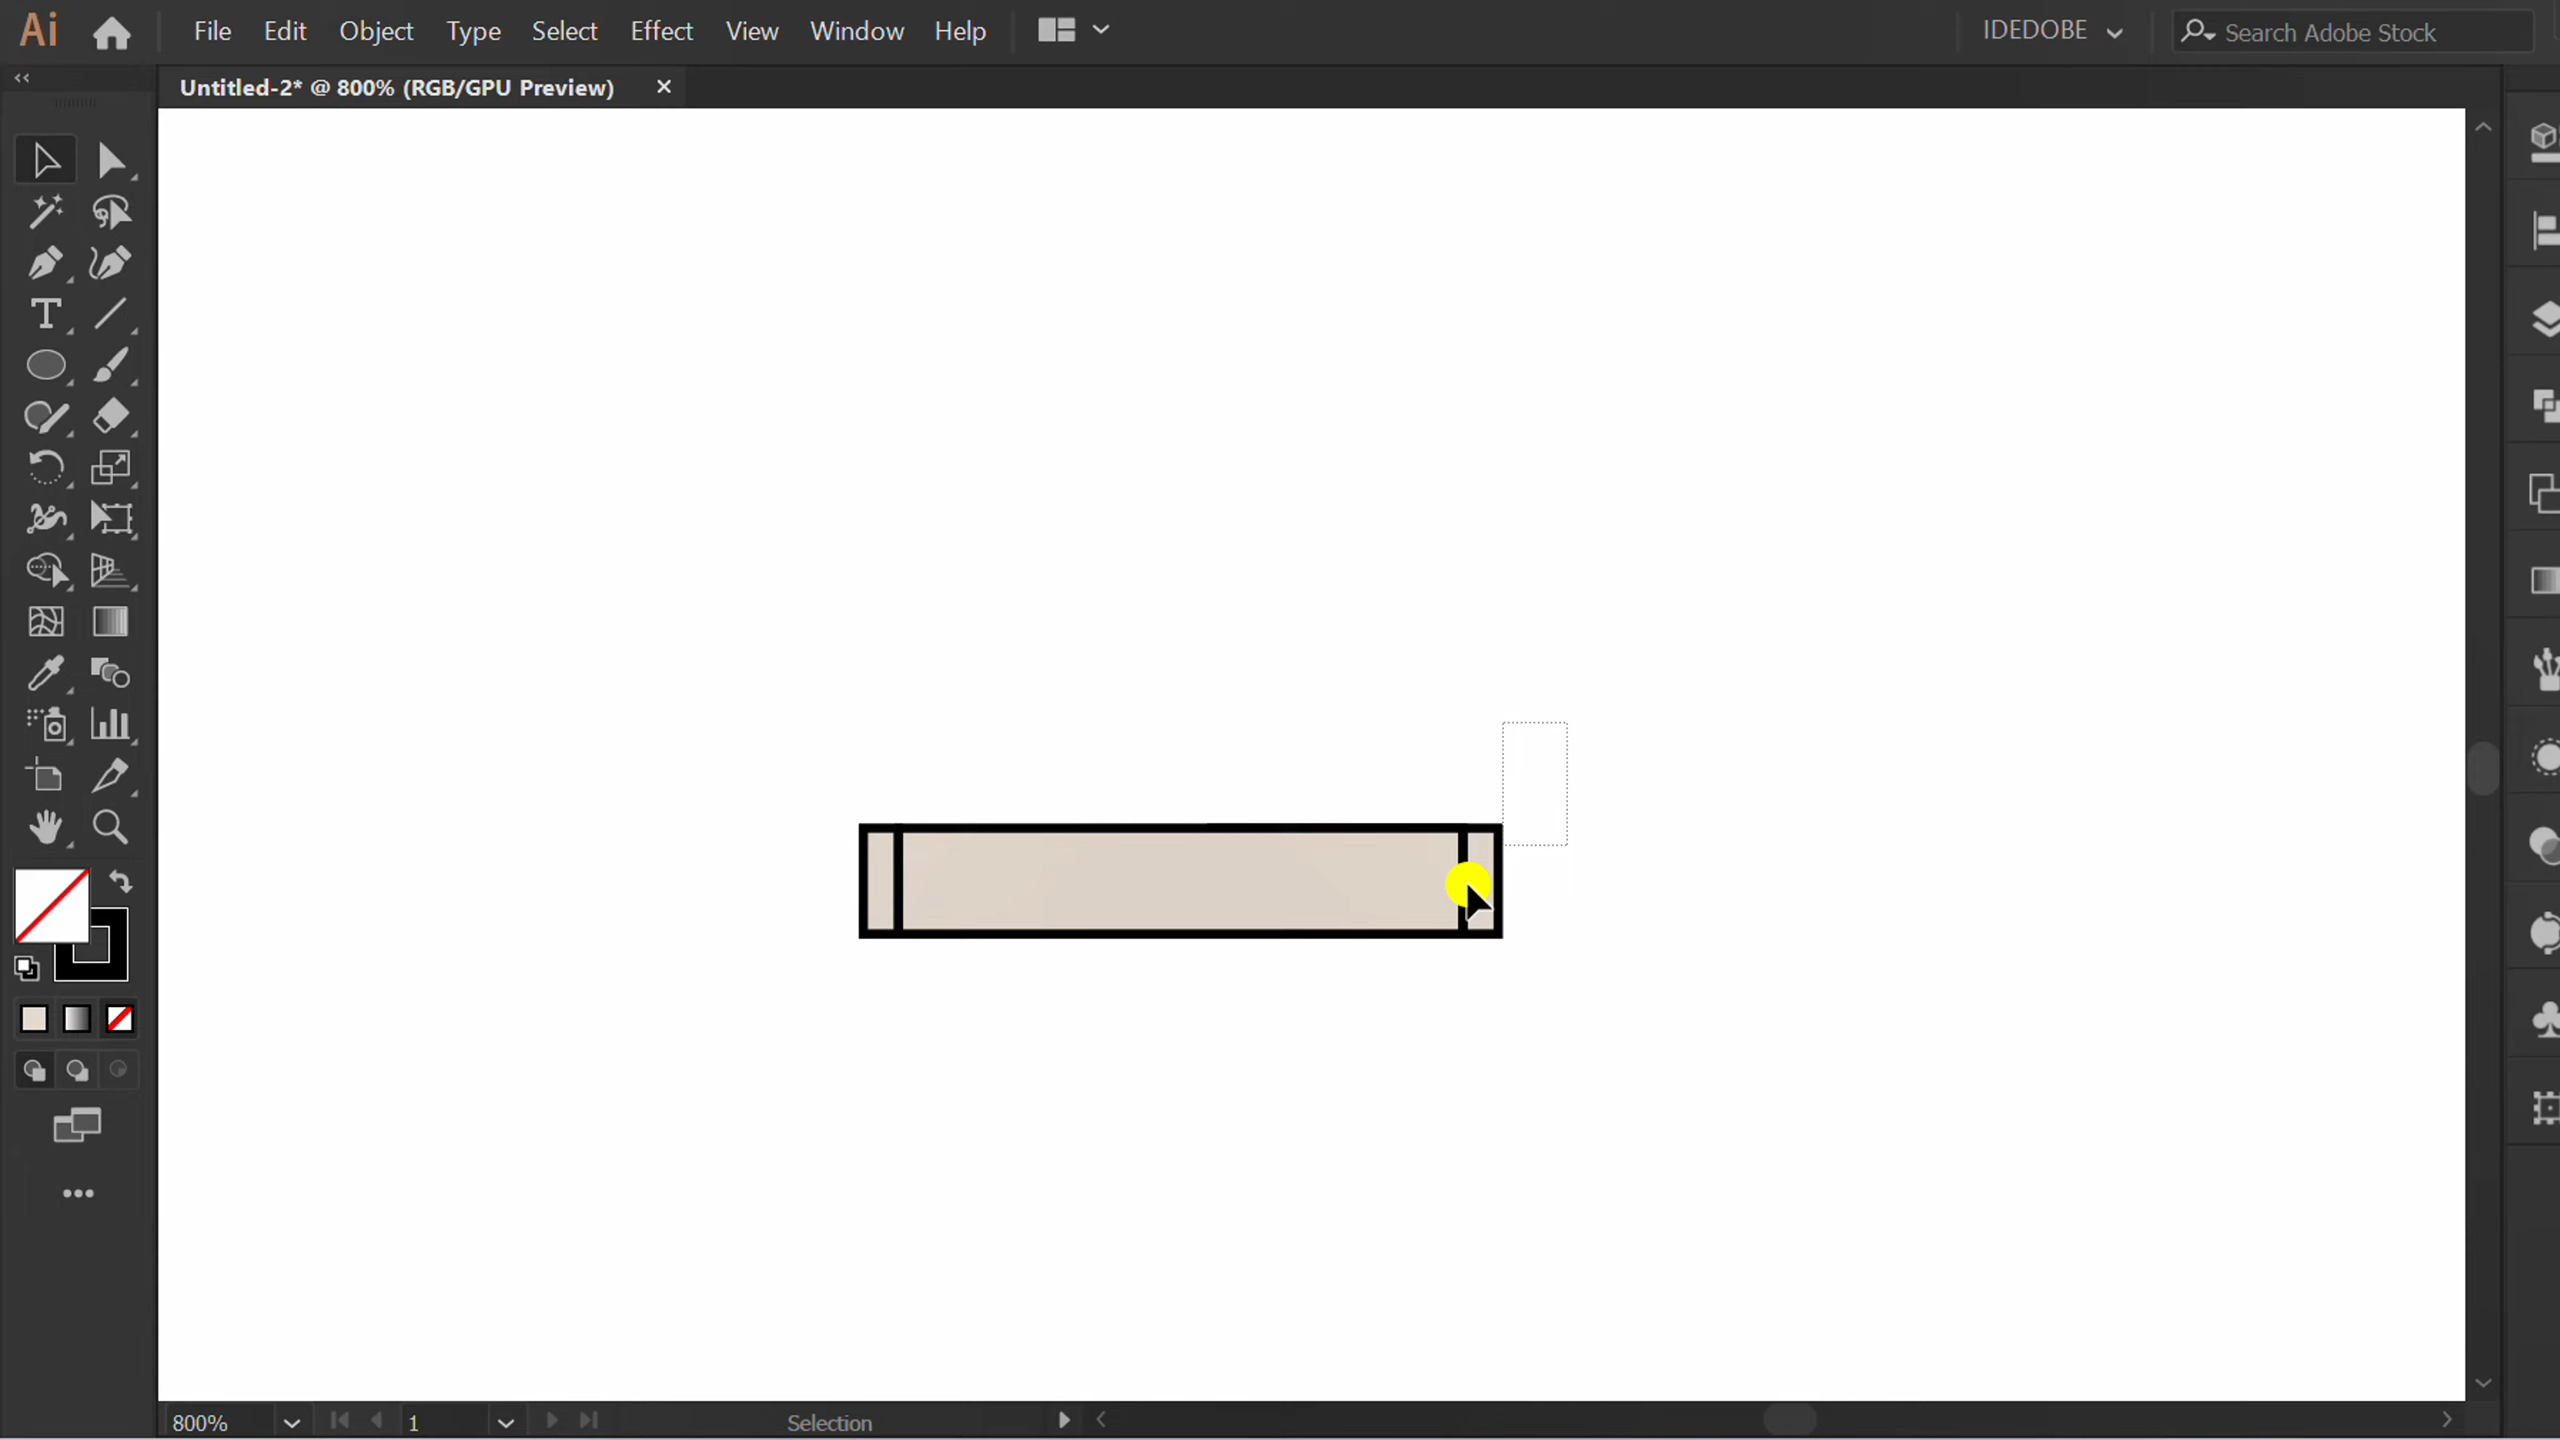 Ai File Edit Object Type Select Effect View Window Help IDEDOBE Search Adobe Stock
Untitled-2* @ 800% (RGB/GPU Preview)
T
800% 1 Selection